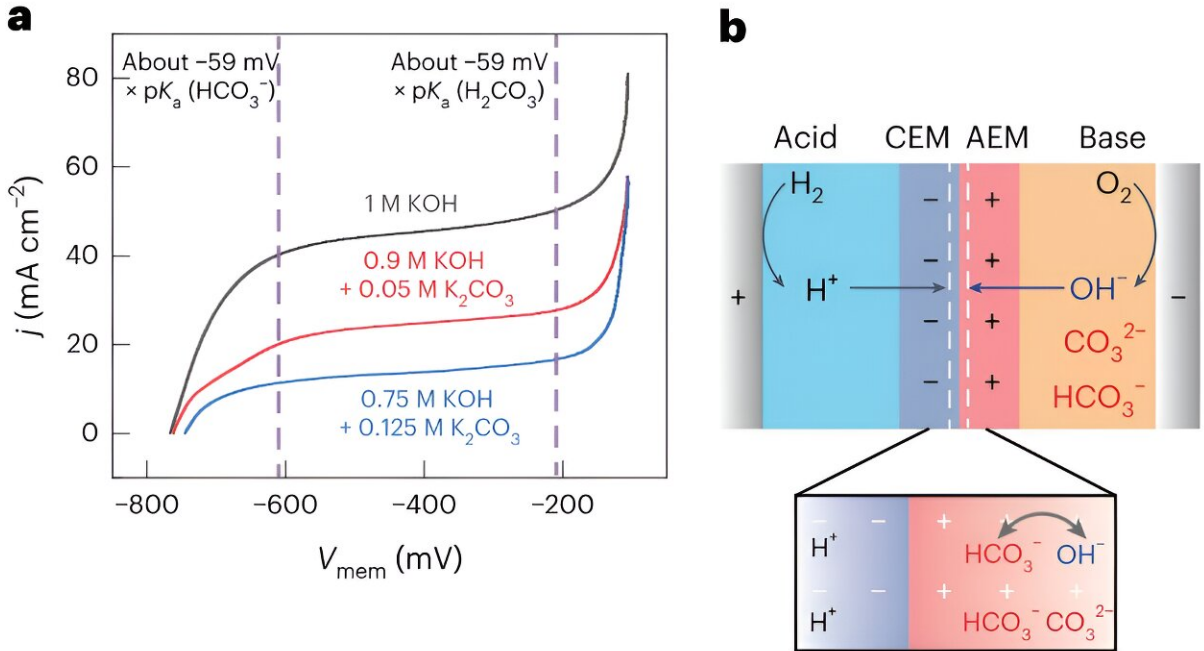 a
About −59 mV
× pKa (HCO3−)
About −59 mV
× pKa (H2CO3)
80
60
40
20
0
j (mA cm−2)
1 M KOH
0.9 M KOH
+ 0.05 M K2CO3
0.75 M KOH
+ 0.125 M K2CO3
−800
−600
−400
−200
Vmem (mV)
b
Acid
CEM
AEM
Base
H2
O2
− +
− +
− +
− +
+
H+
OH−
−
CO32−
HCO3−
− − + + +
H+
HCO3−
OH−
− − + + +
H+
HCO3−
CO32−